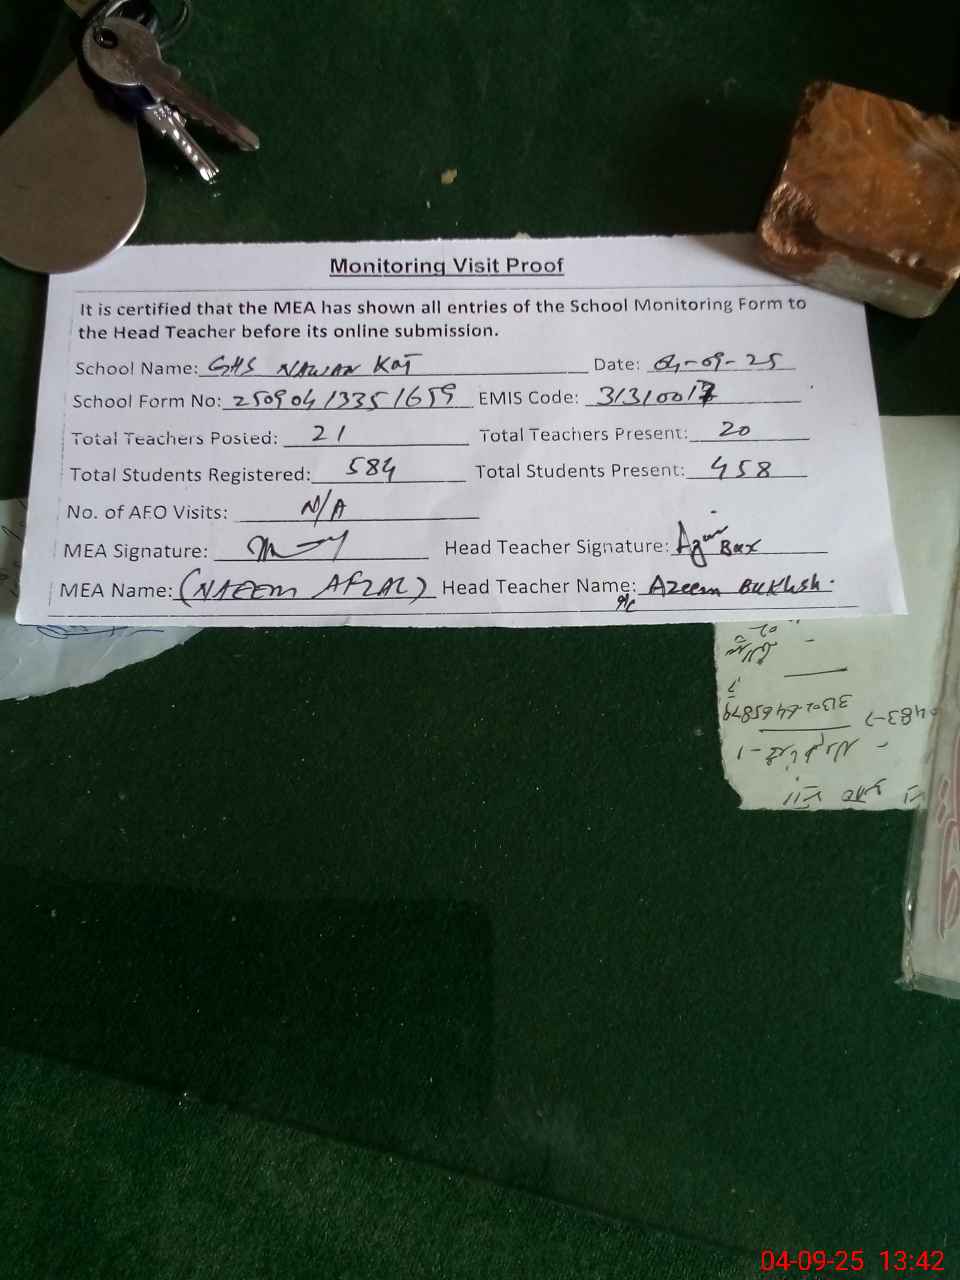 Monitoring Visit Proof
It is certified that the MEA has shown all entries of the School Monitoring Form to
the Head Teacher before its online submission.
School Name: GHS NAWAN KOT Date: 04-09-25
School Form No: 25090413351659 EMIS Code: 31310017
Total Teachers Posted: 21 Total Teachers Present: 20
Total Students Registered: 584 Total Students Present: 458
No. of AEO Visits: N/A
MEA Signature: Head Teacher Signature: Azeem Bux
MEA Name: (NAEEM AFZAL) Head Teacher Name: Azeem Bukhsh.
04-09-25 13:42